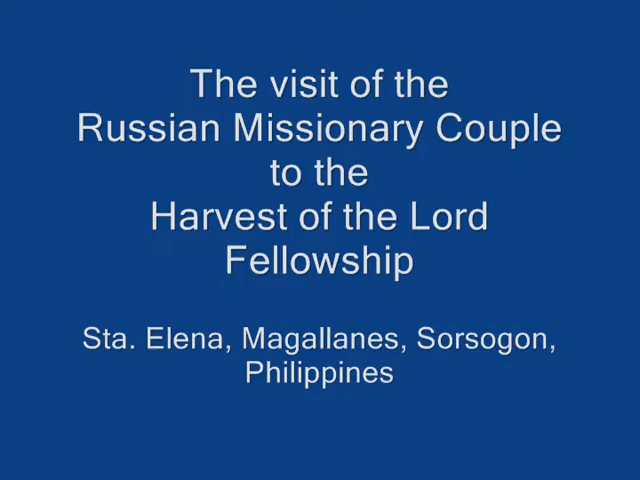 The visit of the
Russian Missionary Couple
to the
Harvest of the Lord
Fellowship
Sta. Elena, Magallanes, Sorsogon,
Philippines